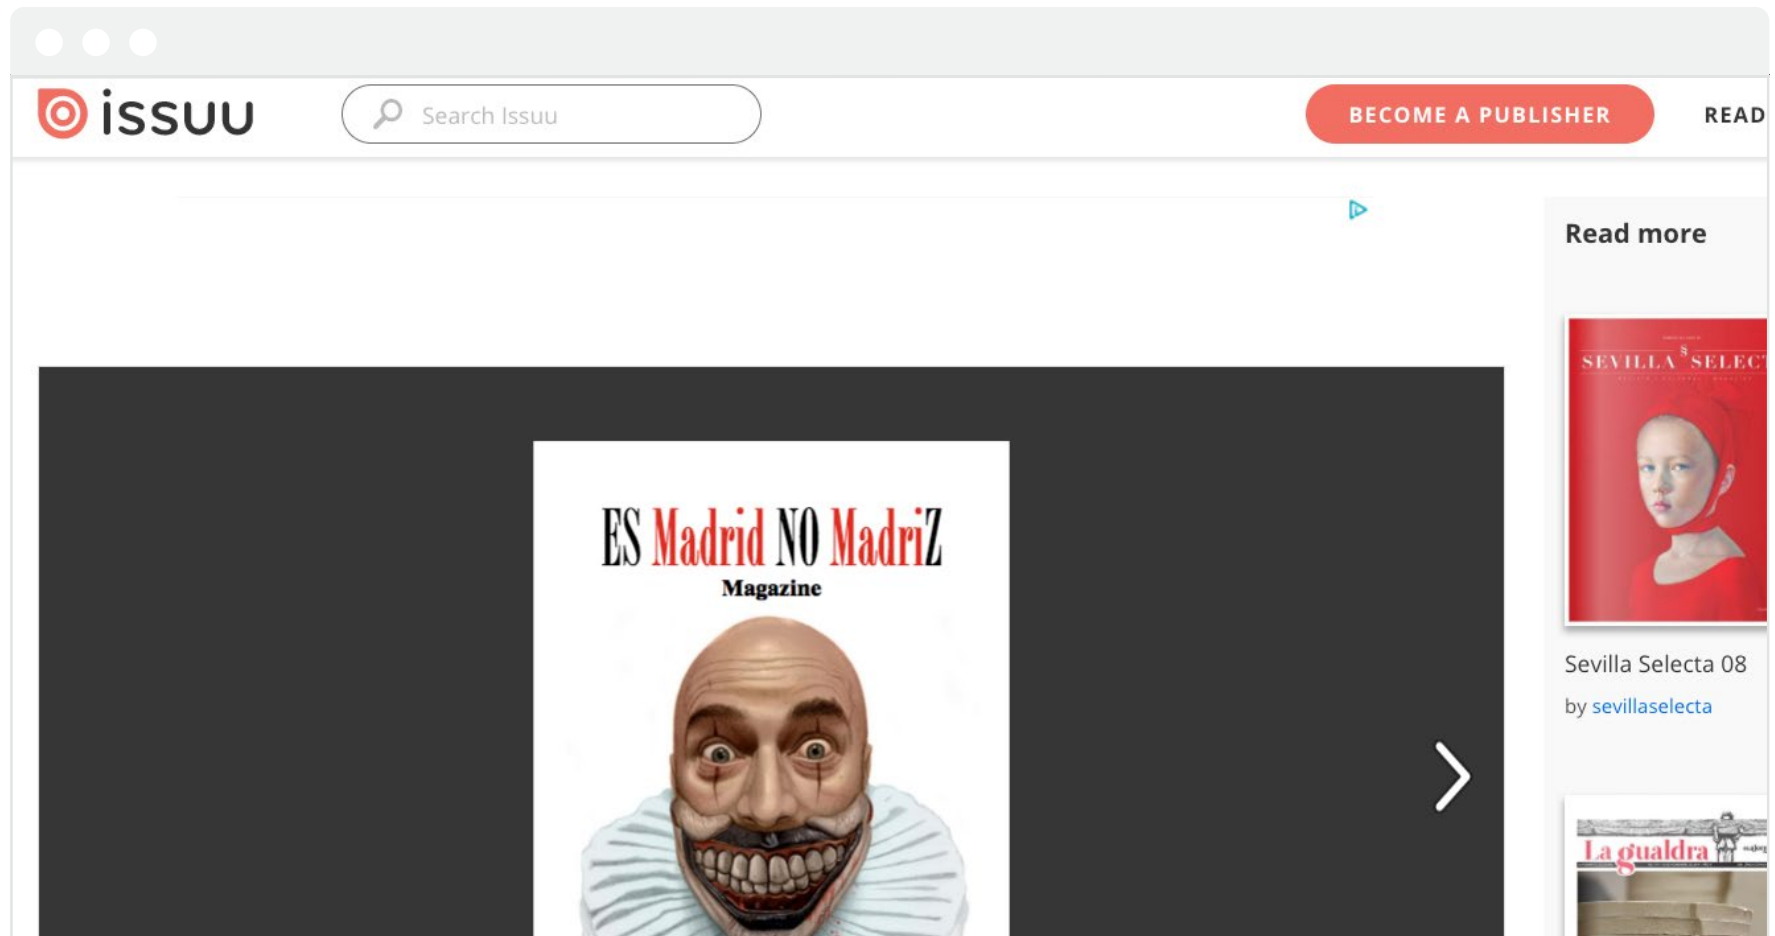 issuu
Search Issuu
BECOME A PUBLISHER
READ
Read more
SEVILLA § SELECT
Sevilla Selecta 08
by sevillaselecta
ES Madrid NO MadriZ
Magazine
La gualdra